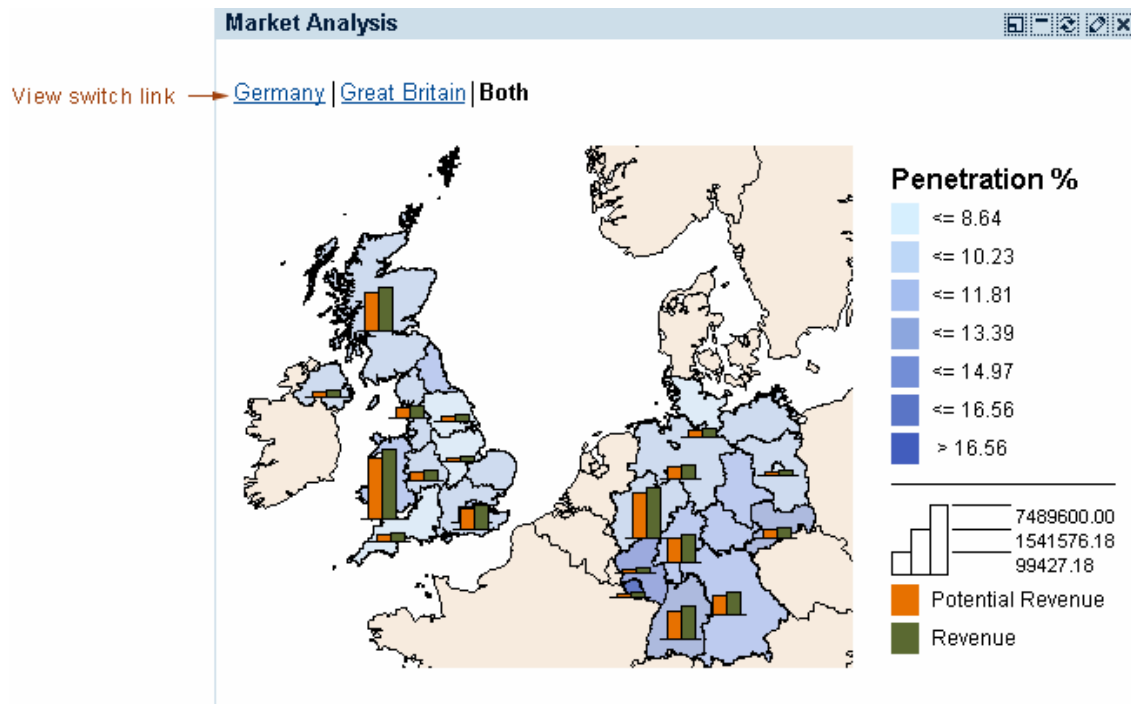 Market Analysis
View switch link
Germany | Great Britain | Both
Penetration %
<= 8.64
<= 10.23
<= 11.81
<= 13.39
<= 14.97
<= 16.56
> 16.56
7489600.00
1541576.18
99427.18
Potential Revenue
Revenue